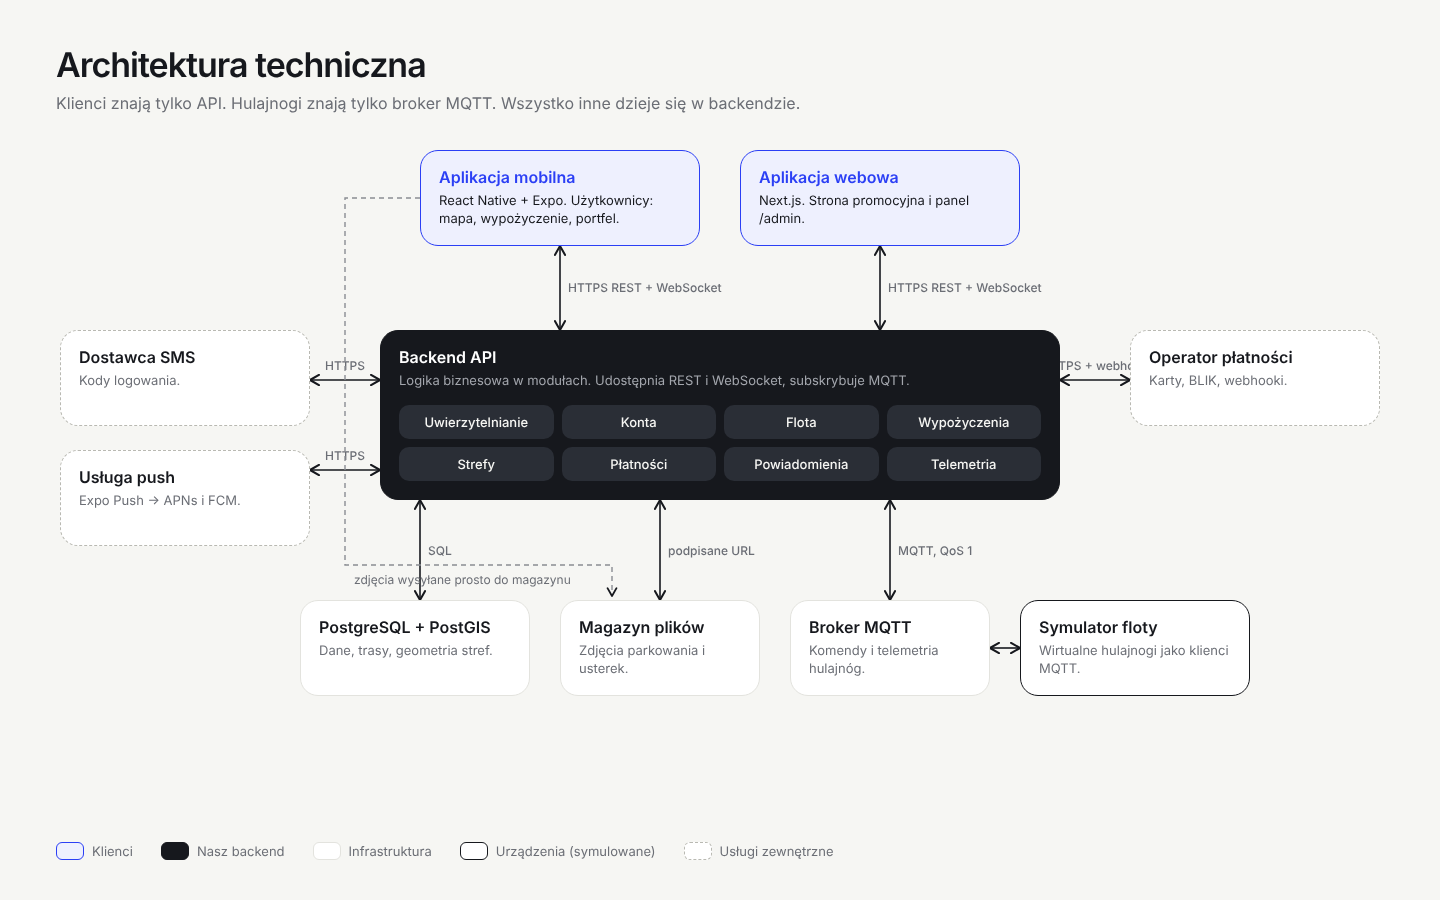 Architektura techniczna
Klienci znają tylko API. Hulajnogi znają tylko broker MQTT. Wszystko inne dzieje się w backendzie.
Aplikacja mobilna
React Native + Expo. Użytkownicy:
mapa, wypożyczenie, portfel.
Aplikacja webowa
Next.js. Strona promocyjna i panel
/admin.
HTTPS REST + WebSocket
HTTPS REST + WebSocket
Dostawca SMS
Kody logowania.
HTTPS
Usługa push
Expo Push → APNs i FCM.
HTTPS
Backend API
Logika biznesowa w modułach. Udostępnia REST i WebSocket, subskrybuje MQTT.
Uwierzytelnianie
Konta
Flota
Wypożyczenia
Strefy
Płatności
Powiadomienia
Telemetria
TPS + webho
Operator płatności
Karty, BLIK, webhooki.
SQL
podpisane URL
MQTT, QoS 1
zdjęcia wysyłane prosto do magazynu
PostgreSQL + PostGIS
Dane, trasy, geometria stref.
Magazyn plików
Zdjęcia parkowania i
usterek.
Broker MQTT
Komendy i telemetria
hulajnóg.
Symulator floty
Wirtualne hulajnogi jako klienci
MQTT.
Klienci
Nasz backend
Infrastruktura
Urządzenia (symulowane)
Usługi zewnętrzne